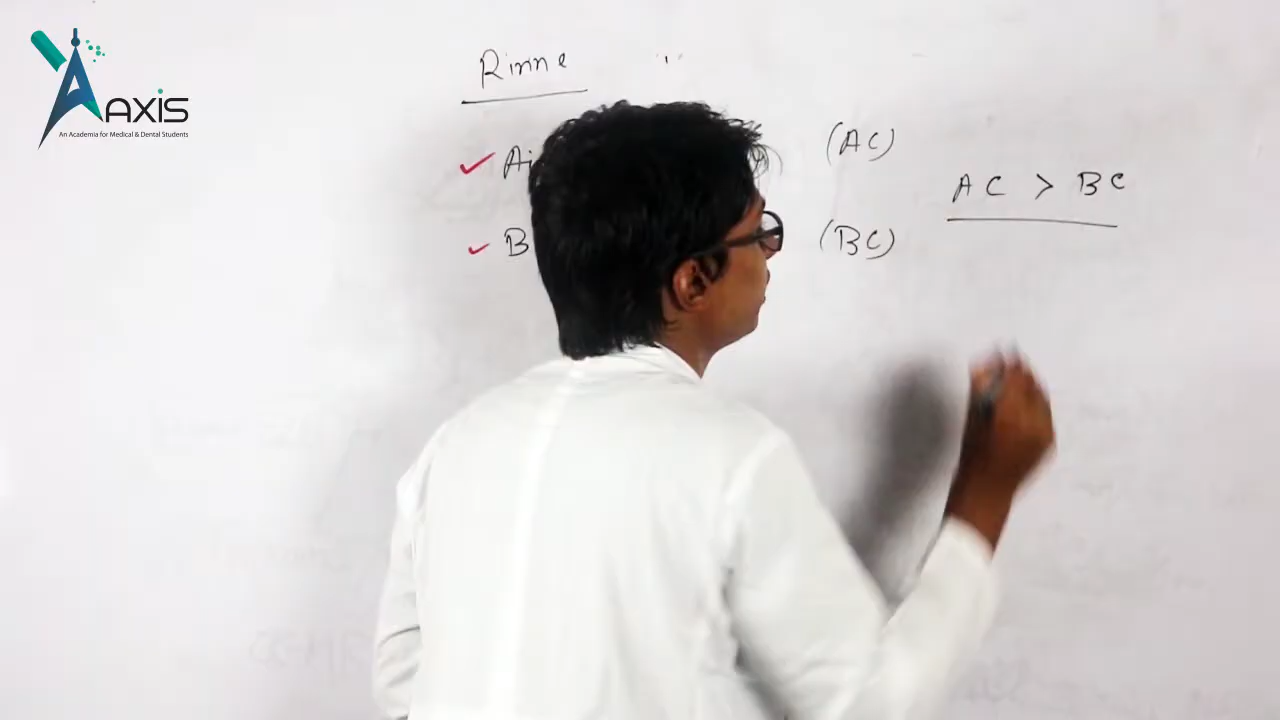 AXIS
An Academia for Medical & Dental Students
Rinne
Ai (AC)
AC > BC
B (BC)